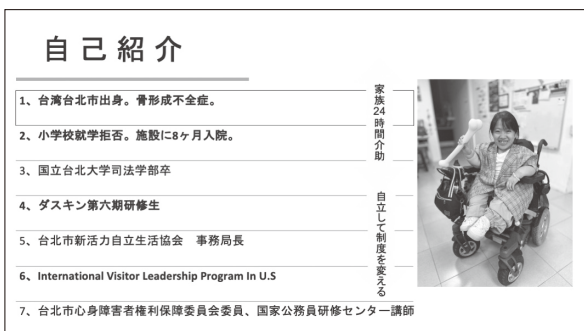 自己紹介
1、台湾台北市出身。骨形成不全症。
2、小学校就学拒否。施設に8ヶ月入院。
3、国立台北大学司法学部卒
4、ダスキン第六期研修生
5、台北市新活力自立生活協会　事務局長
6、International Visitor Leadership Program In U.S
7、台北市心身障害者権利保障委員会委員、国家公務員研修センター講師
家族24時間介助
自立して制度を変える